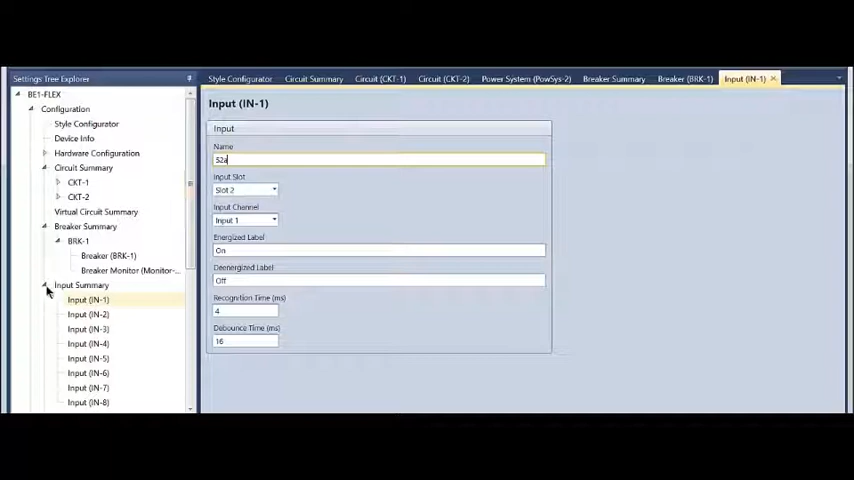 Settings Tree Explorer
BE1-FLEX
Configuration
Style Configurator
Device Info
Hardware Configuration
Circuit Summary
CKT-1
CKT-2
Virtual Circuit Summary
Breaker Summary
BRK-1
Breaker (BRK-1)
Breaker Monitor (Monitor-...
Input Summary
Input (IN-1)
Input (IN-2)
Input (IN-3)
Input (IN-4)
Input (IN-5)
Input (IN-6)
Input (IN-7)
Input (IN-8)
Style Configurator Circuit Summary Circuit (CKT-1) Circuit (CKT-2) Power System (PowSys-2) Breaker Summary Breaker (BRK-1) Input (IN-1)
Input (IN-1)
Input
Name
52a
Input Slot
Slot 2
Input Channel
Input 1
Energized Label
On
Deenergized Label
Off
Recognition Time (ms)
4
Debounce Time (ms)
16